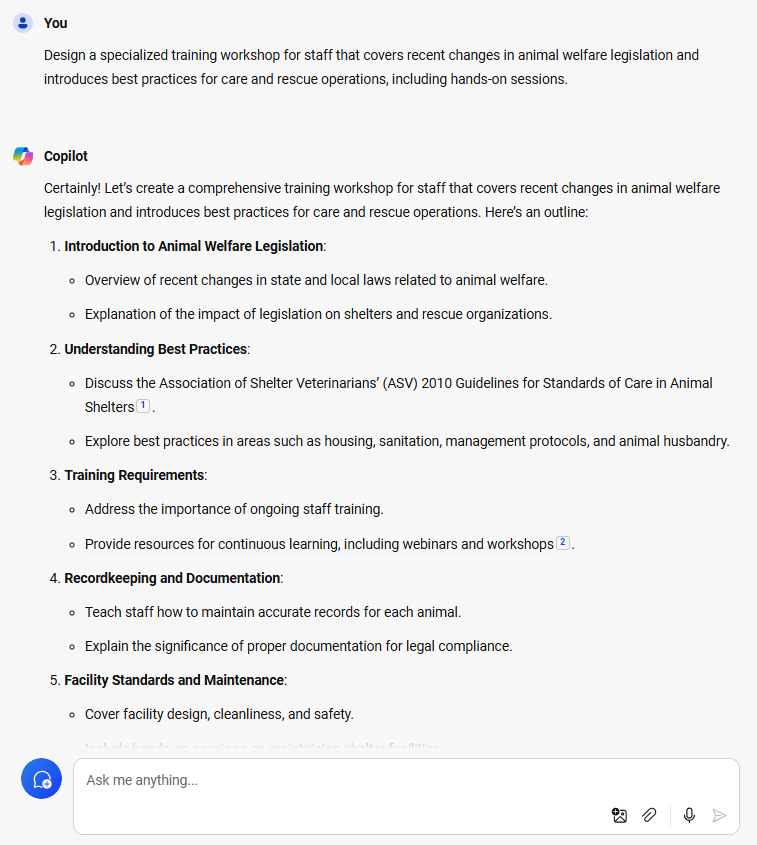 You
Design a specialized training workshop for staff that covers recent changes in animal welfare legislation and
introduces best practices for care and rescue operations, including hands-on sessions.
Copilot
Certainly! Let’s create a comprehensive training workshop for staff that covers recent changes in animal welfare
legislation and introduces best practices for care and rescue operations. Here’s an outline:
1. Introduction to Animal Welfare Legislation:
◦ Overview of recent changes in state and local laws related to animal welfare.
◦ Explanation of the impact of legislation on shelters and rescue organizations.
2. Understanding Best Practices:
◦ Discuss the Association of Shelter Veterinarians’ (ASV) 2010 Guidelines for Standards of Care in Animal
Shelters 1 .
◦ Explore best practices in areas such as housing, sanitation, management protocols, and animal husbandry.
3. Training Requirements:
◦ Address the importance of ongoing staff training.
◦ Provide resources for continuous learning, including webinars and workshops 2 .
4. Recordkeeping and Documentation:
◦ Teach staff how to maintain accurate records for each animal.
◦ Explain the significance of proper documentation for legal compliance.
5. Facility Standards and Maintenance:
◦ Cover facility design, cleanliness, and safety.
Ask me anything...